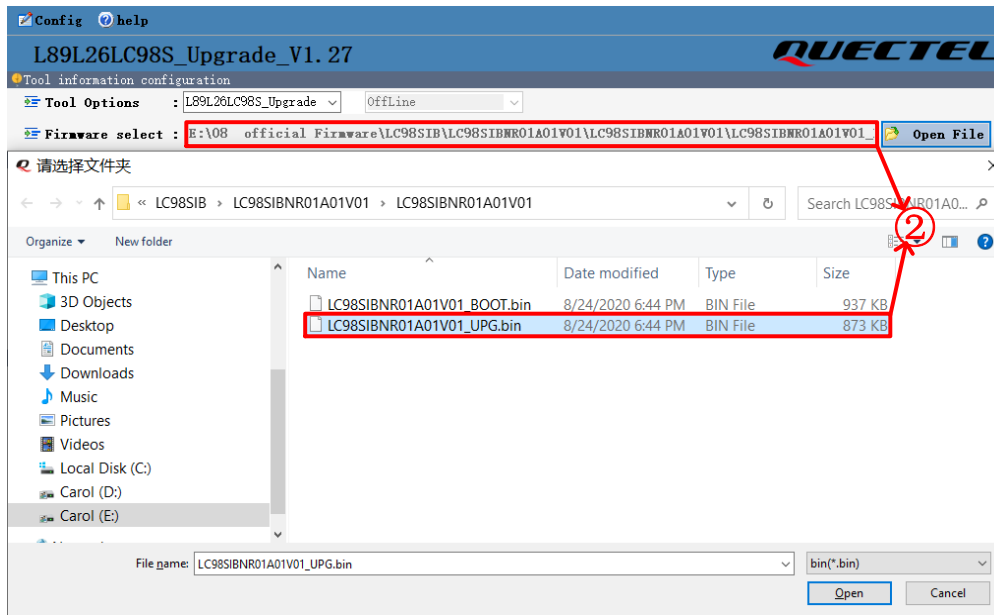 Config help
L89L26LC98S_Upgrade_V1.27
QUECTEL
Tool information configuration
Tool Options : L89L26LC98S_Upgrade OffLine
Firmware select : E:\08 official Firmware\LC98SIB\LC98SIBNR01A01V01\LC98SIBNR01A01V01\LC98SIBNR01A01V01_ Open File
请选择文件夹
« LC98SIB > LC98SIBNR01A01V01 > LC98SIBNR01A01V01
Search LC98SIBNR01A0...
②
Organize New folder
Name Date modified Type Size
LC98SIBNR01A01V01_BOOT.bin 8/24/2020 6:44 PM BIN File 937 KB
LC98SIBNR01A01V01_UPG.bin 8/24/2020 6:44 PM BIN File 873 KB
This PC
3D Objects
Desktop
Documents
Downloads
Music
Pictures
Videos
Local Disk (C:)
Carol (D:)
Carol (E:)
File name: LC98SIBNR01A01V01_UPG.bin
bin(*.bin)
Open Cancel